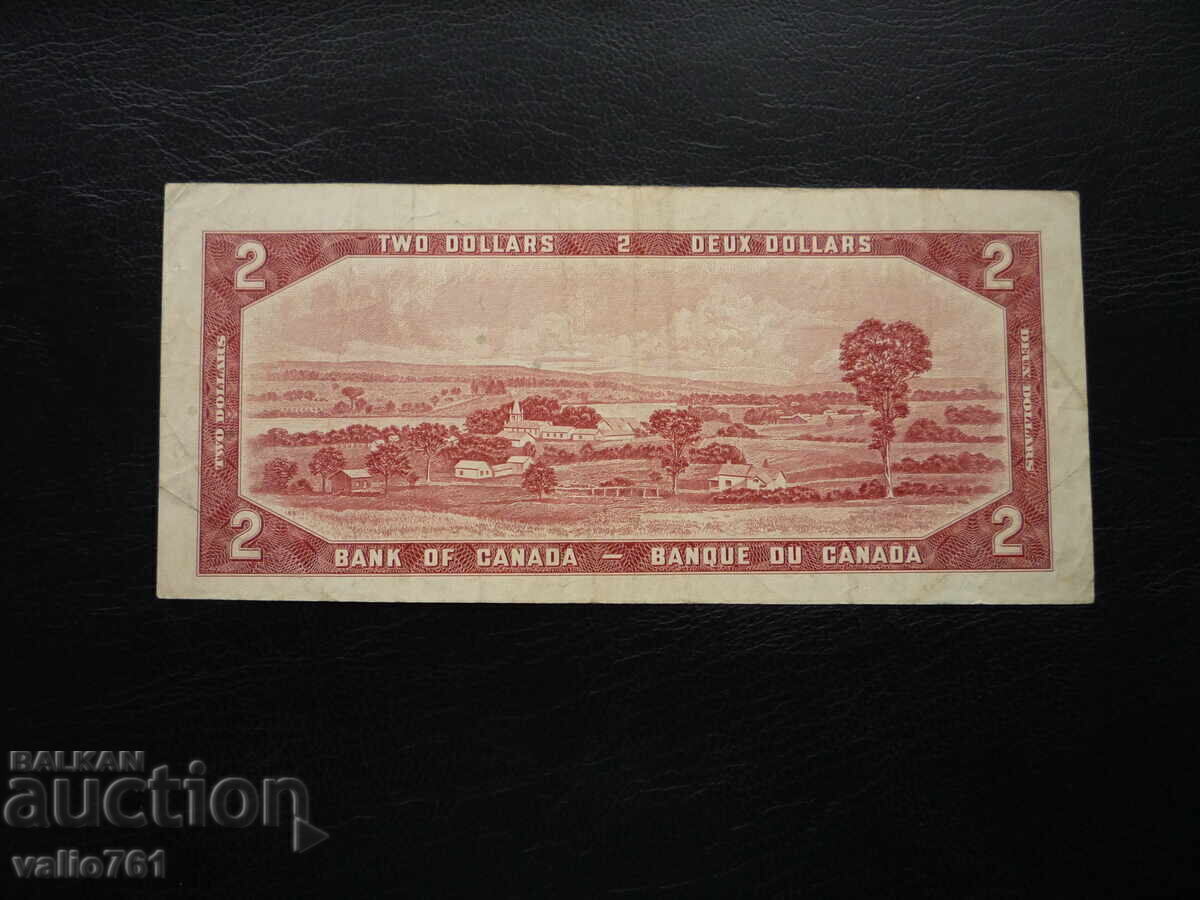 TWO DOLLARS 2 DEUX DOLLARS
2 2
TWO DOLLARS
DEUX DOLLARS
2 2
BANK OF CANADA – BANQUE DU CANADA
BALKAN
auction
valio761